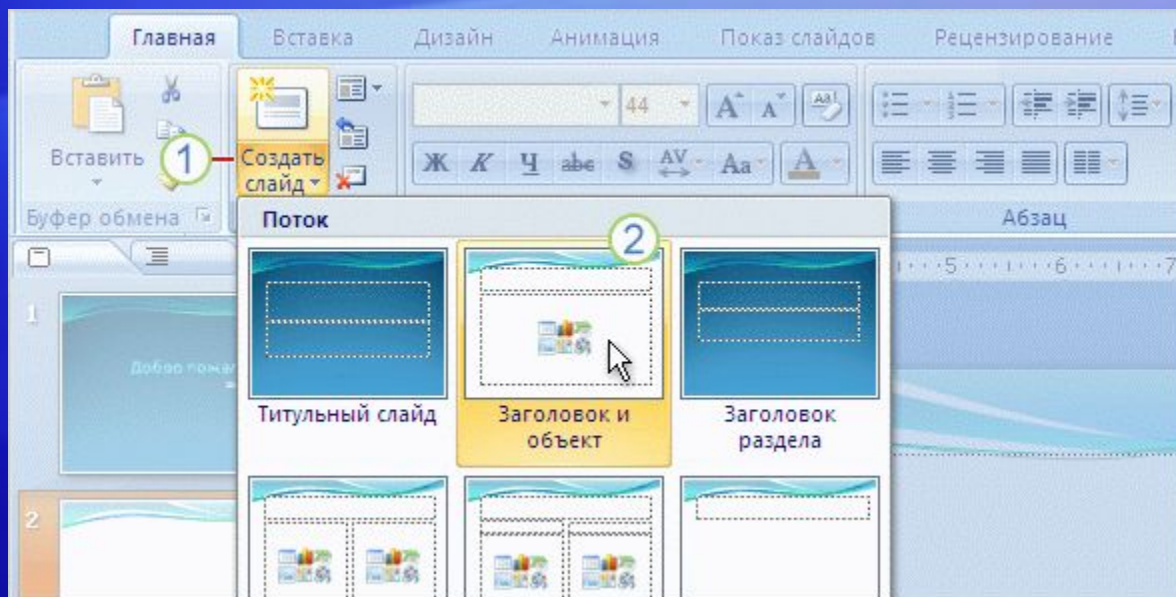 Главная Вставка Дизайн Анимация Показ слайдов Рецензирование
44
Вставить
1
Создать
слайд
Ж К Ч abc S AV Aa A
Буфер обмена
Абзац
Поток
2
5 6 7
1
Добро
Титульный слайд
Заголовок и
объект
Заголовок
раздела
2